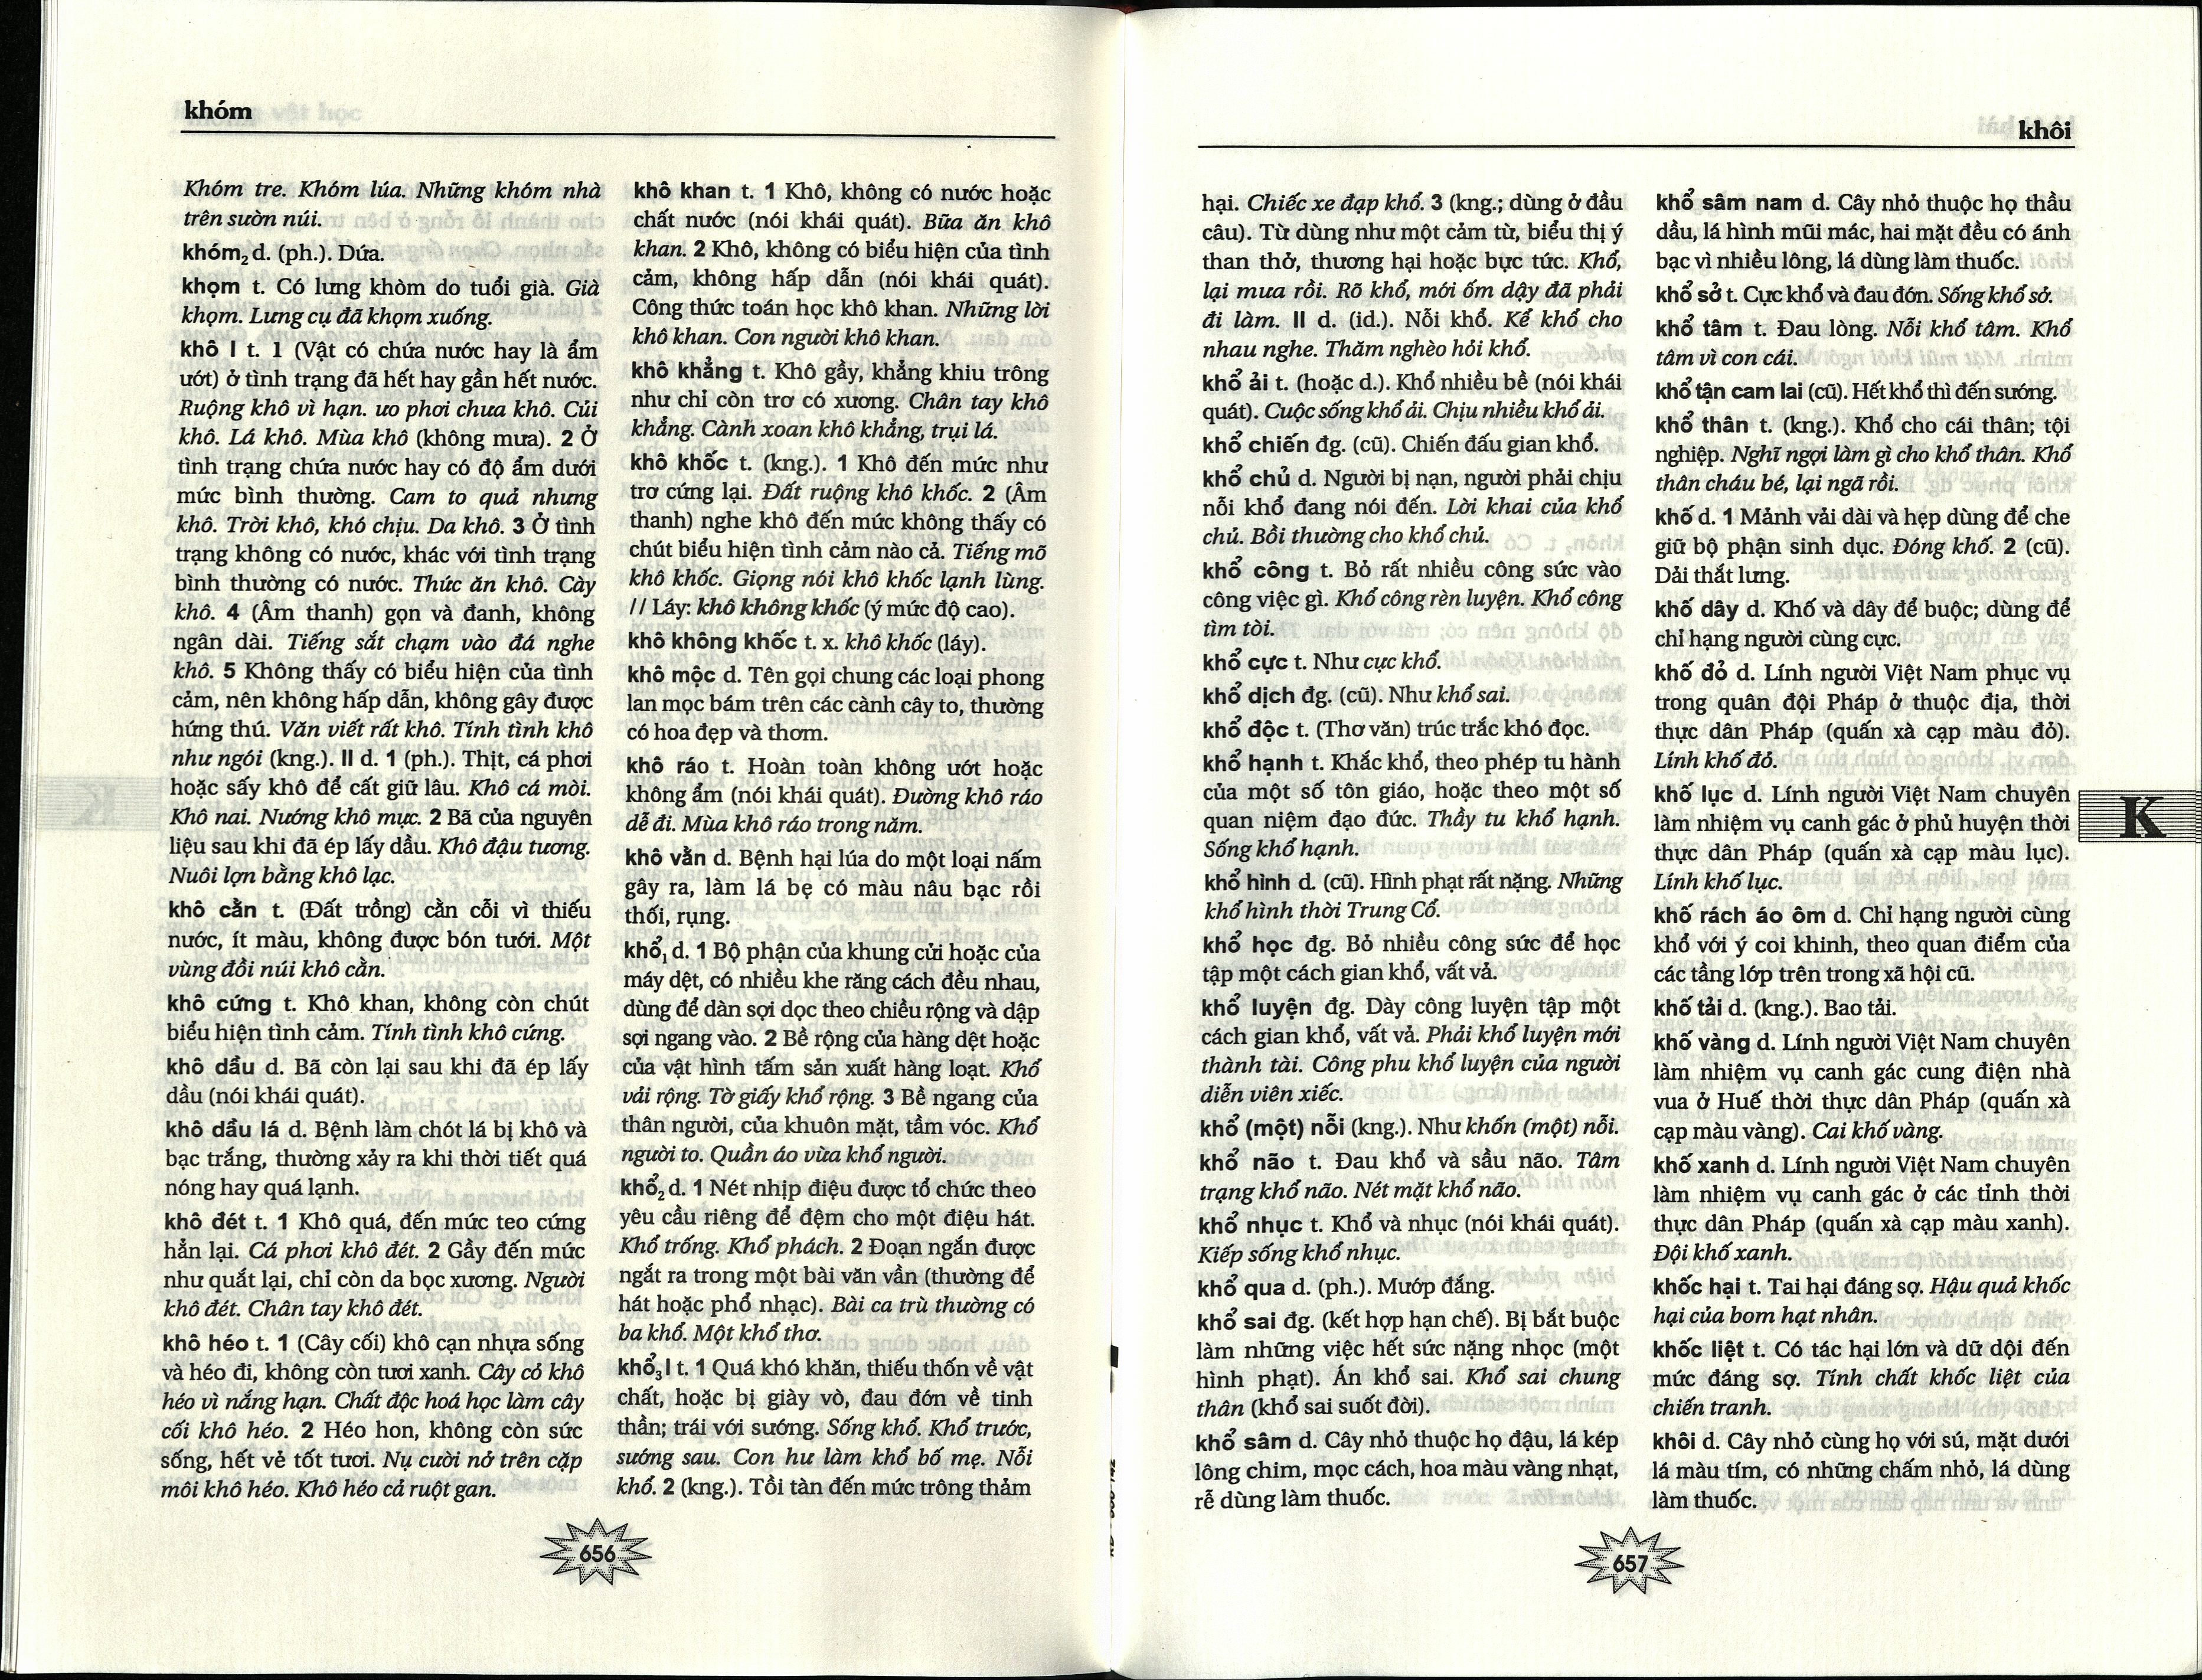 khóm
Khóm tre. Khóm lúa. Những khóm nhà
trên sườn núi.
khóm₂ d. (ph.). Dứa.
khọm t. Có lưng khòm do tuổi già. Già
khọm. Lưng cụ đã khọm xuống.
khô I t. 1 (Vật có chứa nước hay là ẩm
ướt) ở tình trạng đã hết hay gần hết nước.
Ruộng khô vì hạn. ưo phơi chưa khô. Củi
khô. Lá khô. Mùa khô (không mưa). 2 Ở
tình trạng chứa nước hay có độ ẩm dưới
mức bình thường. Cam to quả nhưng
khô. Trời khô, khó chịu. Da khô. 3 Ở tình
trạng không có nước, khác với tình trạng
bình thường có nước. Thức ăn khô. Cày
khô. 4 (Âm thanh) gọn và đanh, không
ngân dài. Tiếng sắt chạm vào đá nghe
khô. 5 Không thấy có biểu hiện của tình
cảm, nên không hấp dẫn, không gây được
hứng thú. Văn viết rất khô. Tính tình khô
như ngói (kng.). II d. 1 (ph.). Thịt, cá phơi
hoặc sấy khô để cất giữ lâu. Khô cá mòi.
Khô nai. Nướng khô mực. 2 Bã của nguyên
liệu sau khi đã ép lấy dầu. Khô đậu tương.
Nuôi lợn bằng khô lạc.
khô cằn t. (Đất trồng) cằn cỗi vì thiếu
nước, ít màu, không được bón tưới. Một
vùng đồi núi khô cằn.
khô cứng t. Khô khan, không còn chút
biểu hiện tình cảm. Tính tình khô cứng.
khô dầu d. Bã còn lại sau khi đã ép lấy
dầu (nói khái quát).
khô dầu lá d. Bệnh làm chót lá bị khô và
bạc trắng, thường xảy ra khi thời tiết quá
nóng hay quá lạnh.
khô đét t. 1 Khô quá, đến mức teo cứng
hẳn lại. Cá phơi khô đét. 2 Gầy đến mức
như quắt lại, chỉ còn da bọc xương. Người
khô đét. Chân tay khô đét.
khô héo t. 1 (Cây cối) khô cạn nhựa sống
và héo đi, không còn tươi xanh. Cây cỏ khô
héo vì nắng hạn. Chất độc hoá học làm cây
cối khô héo. 2 Héo hon, không còn sức
sống, hết vẻ tốt tươi. Nụ cười nở trên cặp
môi khô héo. Khô héo cả ruột gan.
khô khan t. 1 Khô, không có nước hoặc
chất nước (nói khái quát). Bữa ăn khô
khan. 2 Khô, không có biểu hiện của tình
cảm, không hấp dẫn (nói khái quát).
Công thức toán học khô khan. Những lời
khô khan. Con người khô khan.
khô khẳng t. Khô gầy, khẳng khiu trông
như chỉ còn trơ có xương. Chân tay khô
khẳng. Cành xoan khô khẳng, trụi lá.
khô khốc t. (kng.). 1 Khô đến mức như
trơ cứng lại. Đất ruộng khô khốc. 2 (Âm
thanh) nghe khô đến mức không thấy có
chút biểu hiện tình cảm nào cả. Tiếng mõ
khô khốc. Giọng nói khô khốc lạnh lùng.
// Láy: khô không khốc (ý mức độ cao).
khô không khốc t. x. khô khốc (láy).
khô mộc d. Tên gọi chung các loại phong
lan mọc bám trên các cành cây to, thường
có hoa đẹp và thơm.
khô ráo t. Hoàn toàn không ướt hoặc
không ẩm (nói khái quát). Đường khô ráo
dễ đi. Mùa khô ráo trong năm.
khô vằn d. Bệnh hại lúa do một loại nấm
gây ra, làm lá bẹ có màu nâu bạc rồi
thối, rụng.
khổ₁ d. 1 Bộ phận của khung cửi hoặc của
máy dệt, có nhiều khe răng cách đều nhau,
dùng để dàn sợi dọc theo chiều rộng và dập
sợi ngang vào. 2 Bề rộng của hàng dệt hoặc
của vật hình tấm sản xuất hàng loạt. Khổ
vải rộng. Tờ giấy khổ rộng. 3 Bề ngang của
thân người, của khuôn mặt, tầm vóc. Khổ
người to. Quần áo vừa khổ người.
khổ₂ d. 1 Nét nhịp điệu được tổ chức theo
yêu cầu riêng để đệm cho một điệu hát.
Khổ trống. Khổ phách. 2 Đoạn ngắn được
ngắt ra trong một bài văn vần (thường để
hát hoặc phổ nhạc). Bài ca trù thường có
ba khổ. Một khổ thơ.
khổ₃ I t. 1 Quá khó khăn, thiếu thốn về vật
chất, hoặc bị giày vò, đau đớn về tinh
thần; trái với sướng. Sống khổ. Khổ trước,
sướng sau. Con hư làm khổ bố mẹ. Nỗi
khổ. 2 (kng.). Tồi tàn đến mức trông thảm
656
khôi
hại. Chiếc xe đạp khổ. 3 (kng.; dùng ở đầu
câu). Từ dùng như một cảm từ, biểu thị ý
than thở, thương hại hoặc bực tức. Khổ,
lại mưa rồi. Rõ khổ, mới ốm dậy đã phải
đi làm. II d. (id.). Nỗi khổ. Kể khổ cho
nhau nghe. Thăm nghèo hỏi khổ.
khổ ải t. (hoặc d.). Khổ nhiều bề (nói khái
quát). Cuộc sống khổ ải. Chịu nhiều khổ ải.
khổ chiến đg. (cũ). Chiến đấu gian khổ.
khổ chủ d. Người bị nạn, người phải chịu
nỗi khổ đang nói đến. Lời khai của khổ
chủ. Bồi thường cho khổ chủ.
khổ công t. Bỏ rất nhiều công sức vào
công việc gì. Khổ công rèn luyện. Khổ công
tìm tòi.
khổ cực t. Như cực khổ.
khổ dịch đg. (cũ). Như khổ sai.
khổ độc t. (Thơ văn) trúc trắc khó đọc.
khổ hạnh t. Khắc khổ, theo phép tu hành
của một số tôn giáo, hoặc theo một số
quan niệm đạo đức. Thầy tu khổ hạnh.
Sống khổ hạnh.
khổ hình d. (cũ). Hình phạt rất nặng. Những
khổ hình thời Trung Cổ.
khổ học đg. Bỏ nhiều công sức để học
tập một cách gian khổ, vất vả.
khổ luyện đg. Dày công luyện tập một
cách gian khổ, vất vả. Phải khổ luyện mới
thành tài. Công phu khổ luyện của người
diễn viên xiếc.
khổ (một) nỗi (kng.). Như khốn (một) nỗi.
khổ não t. Đau khổ và sầu não. Tâm
trạng khổ não. Nét mặt khổ não.
khổ nhục t. Khổ và nhục (nói khái quát).
Kiếp sống khổ nhục.
khổ qua d. (ph.). Mướp đắng.
khổ sai đg. (kết hợp hạn chế). Bị bắt buộc
làm những việc hết sức nặng nhọc (một
hình phạt). Án khổ sai. Khổ sai chung
thân (khổ sai suốt đời).
khổ sâm d. Cây nhỏ thuộc họ đậu, lá kép
lông chim, mọc cách, hoa màu vàng nhạt,
rễ dùng làm thuốc.
khổ sâm nam d. Cây nhỏ thuộc họ thầu
dầu, lá hình mũi mác, hai mặt đều có ánh
bạc vì nhiều lông, lá dùng làm thuốc.
khổ sở t. Cực khổ và đau đớn. Sống khổ sở.
khổ tâm t. Đau lòng. Nỗi khổ tâm. Khổ
tâm vì con cái.
khổ tận cam lai (cũ). Hết khổ thì đến sướng.
khổ thân t. (kng.). Khổ cho cái thân; tội
nghiệp. Nghĩ ngợi làm gì cho khổ thân. Khổ
thân cháu bé, lại ngã rồi.
khố d. 1 Mảnh vải dài và hẹp dùng để che
giữ bộ phận sinh dục. Đóng khố. 2 (cũ).
Dải thắt lưng.
khố dây d. Khố và dây để buộc; dùng để
chỉ hạng người cùng cực.
khố đỏ d. Lính người Việt Nam phục vụ
trong quân đội Pháp ở thuộc địa, thời
thực dân Pháp (quấn xà cạp màu đỏ).
Lính khố đỏ.
khố lục d. Lính người Việt Nam chuyên
làm nhiệm vụ canh gác ở phủ huyện thời
thực dân Pháp (quấn xà cạp màu lục).
Lính khố lục.
khố rách áo ôm d. Chỉ hạng người cùng
khổ với ý coi khinh, theo quan điểm của
các tầng lớp trên trong xã hội cũ.
khố tải d. (kng.). Bao tải.
khố vàng d. Lính người Việt Nam chuyên
làm nhiệm vụ canh gác cung điện nhà
vua ở Huế thời thực dân Pháp (quấn xà
cạp màu vàng). Cai khố vàng.
khố xanh d. Lính người Việt Nam chuyên
làm nhiệm vụ canh gác ở các tỉnh thời
thực dân Pháp (quấn xà cạp màu xanh).
Đội khố xanh.
khốc hại t. Tai hại đáng sợ. Hậu quả khốc
hại của bom hạt nhân.
khốc liệt t. Có tác hại lớn và dữ dội đến
mức đáng sợ. Tính chất khốc liệt của
chiến tranh.
khôi d. Cây nhỏ cùng họ với sú, mặt dưới
lá màu tím, có những chấm nhỏ, lá dùng
làm thuốc.
K
657